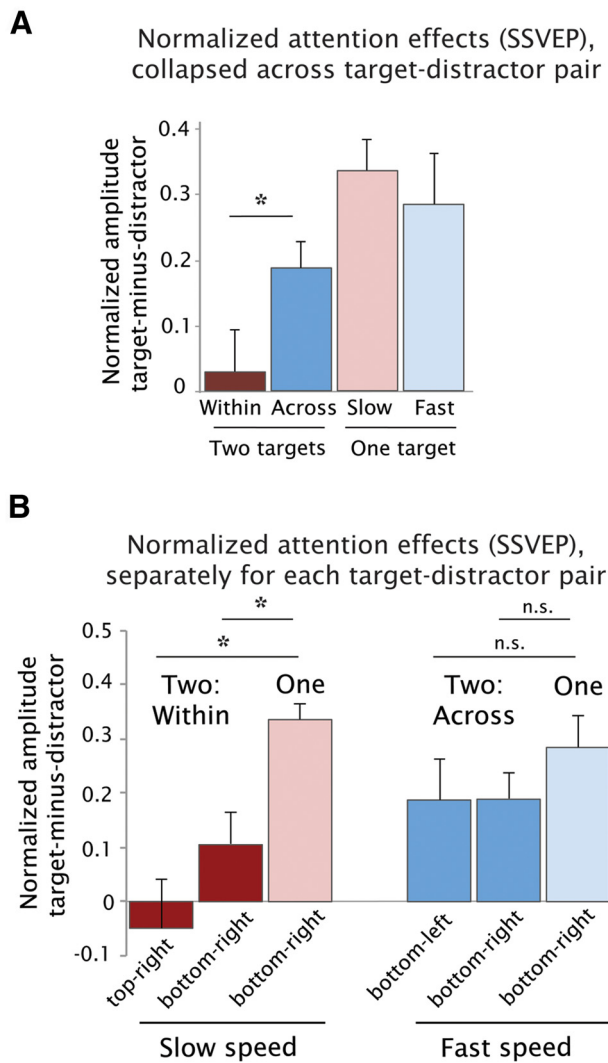 A
Normalized attention effects (SSVEP),
collapsed across target-distractor pair
Normalized amplitude
target-minus-distractor
0.4
0.3
0.2
0.1
0
*
Within Across Slow Fast
Two targets One target
B
Normalized attention effects (SSVEP),
separately for each target-distractor pair
Normalized amplitude
target-minus-distractor
0.5
0.4
0.3
0.2
0.1
0
-0.1
* n.s.
* n.s.
Two: One Two: One
Within Across
top-right bottom-right bottom-right bottom-left bottom-right bottom-right
Slow speed Fast speed